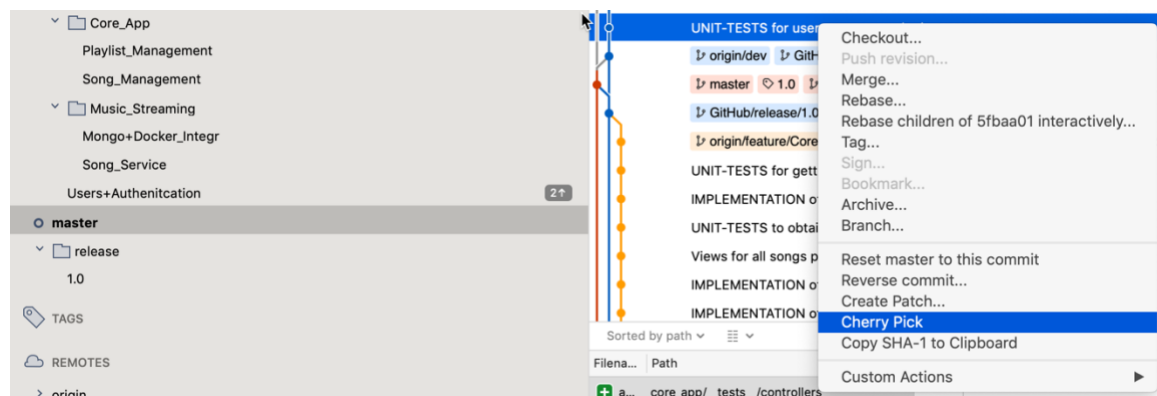 Core_App
Playlist_Management
Song_Management
Music_Streaming
Mongo+Docker_Integr
Song_Service
Users+Authenitcation 2↑
master
release
1.0
TAGS
REMOTES
origin
UNIT-TESTS for user
origin/dev GitH
master 1.0
GitHub/release/1.0
origin/feature/Core
UNIT-TESTS for gett
IMPLEMENTATION o
UNIT-TESTS to obtai
Views for all songs p
IMPLEMENTATION o
IMPLEMENTATION o
Sorted by path
Filena... Path
a... core_app/__tests__/controllers
Checkout...
Push revision...
Merge...
Rebase...
Rebase children of 5fbaa01 interactively...
Tag...
Sign...
Bookmark...
Archive...
Branch...
Reset master to this commit
Reverse commit...
Create Patch...
Cherry Pick
Copy SHA-1 to Clipboard
Custom Actions